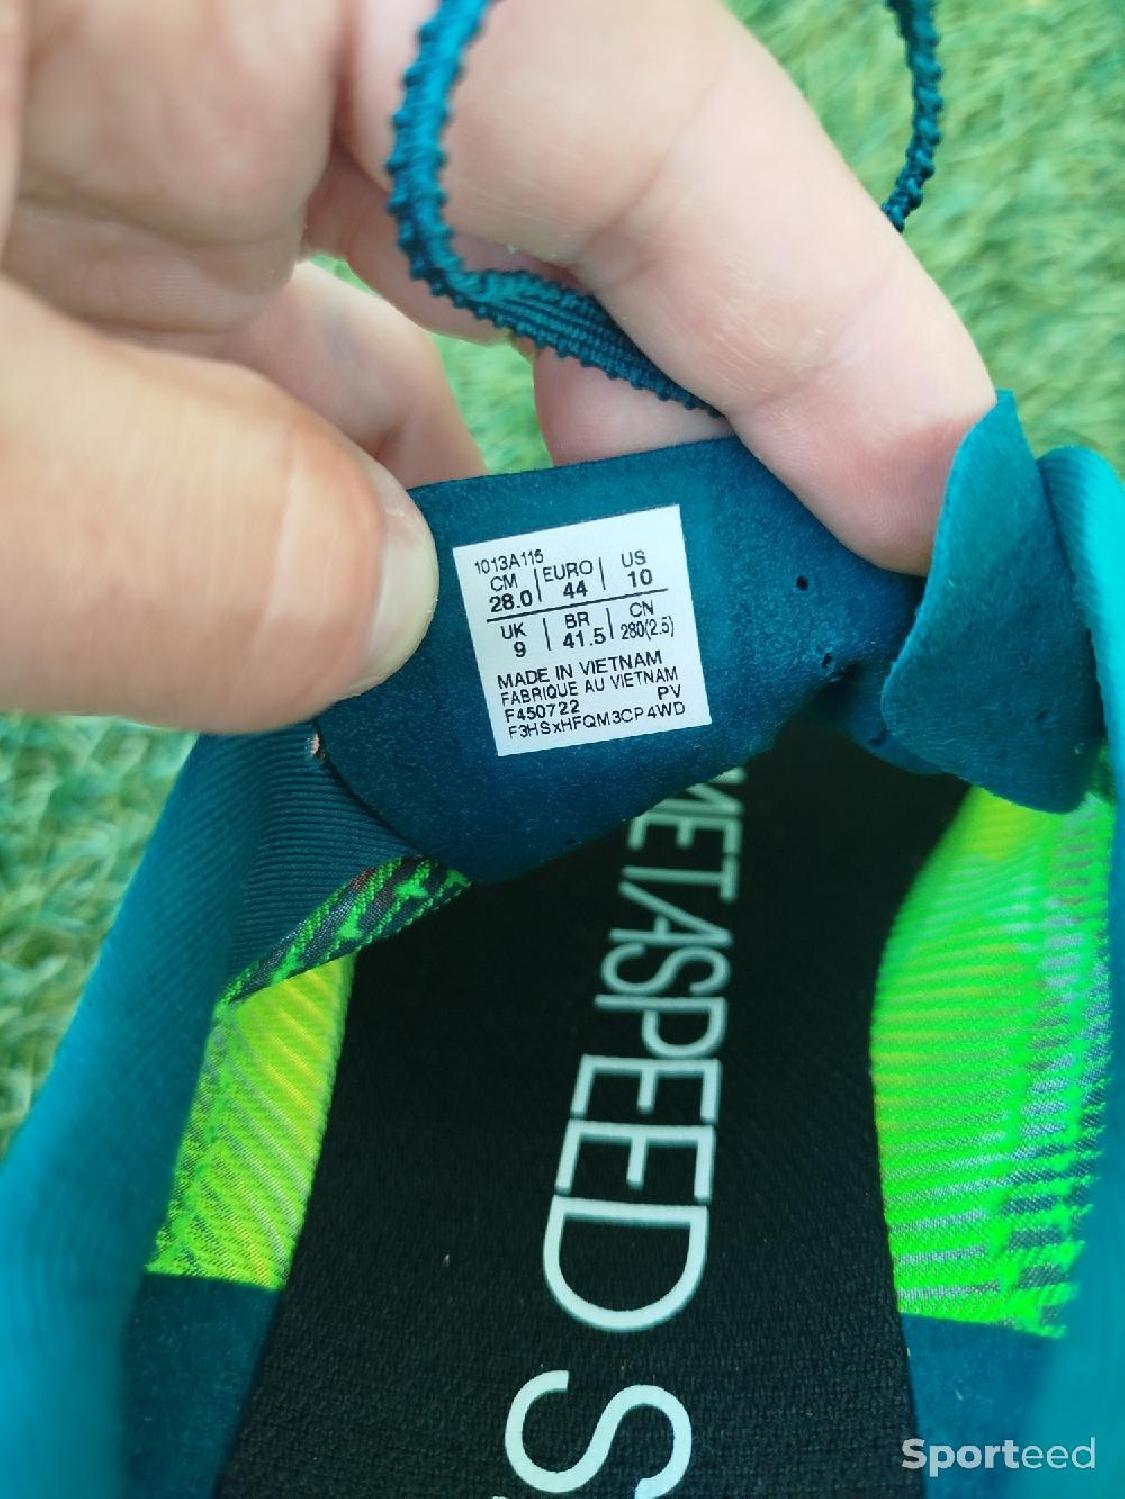 1013A115
CM | EURO | US
28.0 | 44 | 10
UK | BR | CN
9 | 41.5 | 280(2.5)
MADE IN VIETNAM
FABRIQUE AU VIETNAM
F450722 PV
F3HSxHFQM3CP4WD
METASPEED S
Sporteed